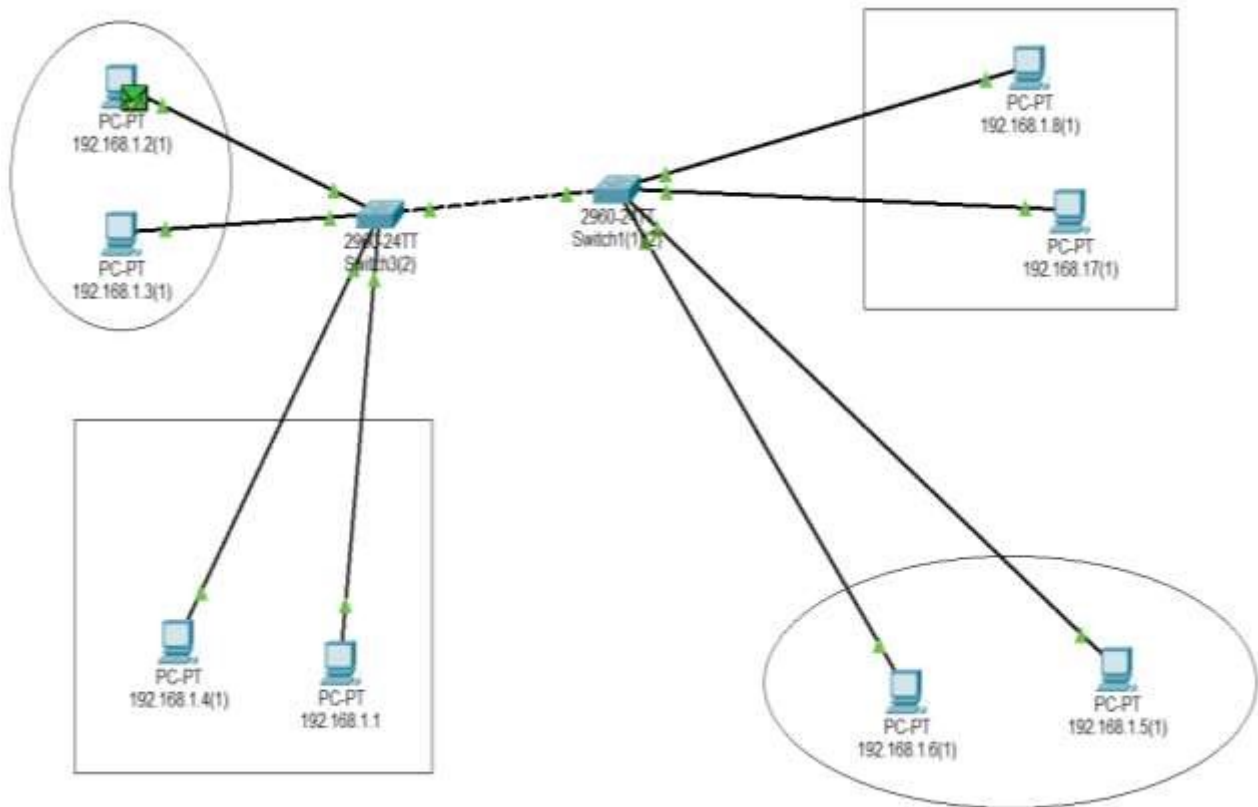 PC-PT
192.168.1.2(1)
PC-PT
192.168.1.3(1)
2960-24TT
Switch3(2)
2960-24TT
Switch1(1)(2)
PC-PT
192.168.1.8(1)
PC-PT
192.168.17(1)
PC-PT
192.168.1.4(1)
PC-PT
192.168.1.1
PC-PT
192.168.1.6(1)
PC-PT
192.168.1.5(1)